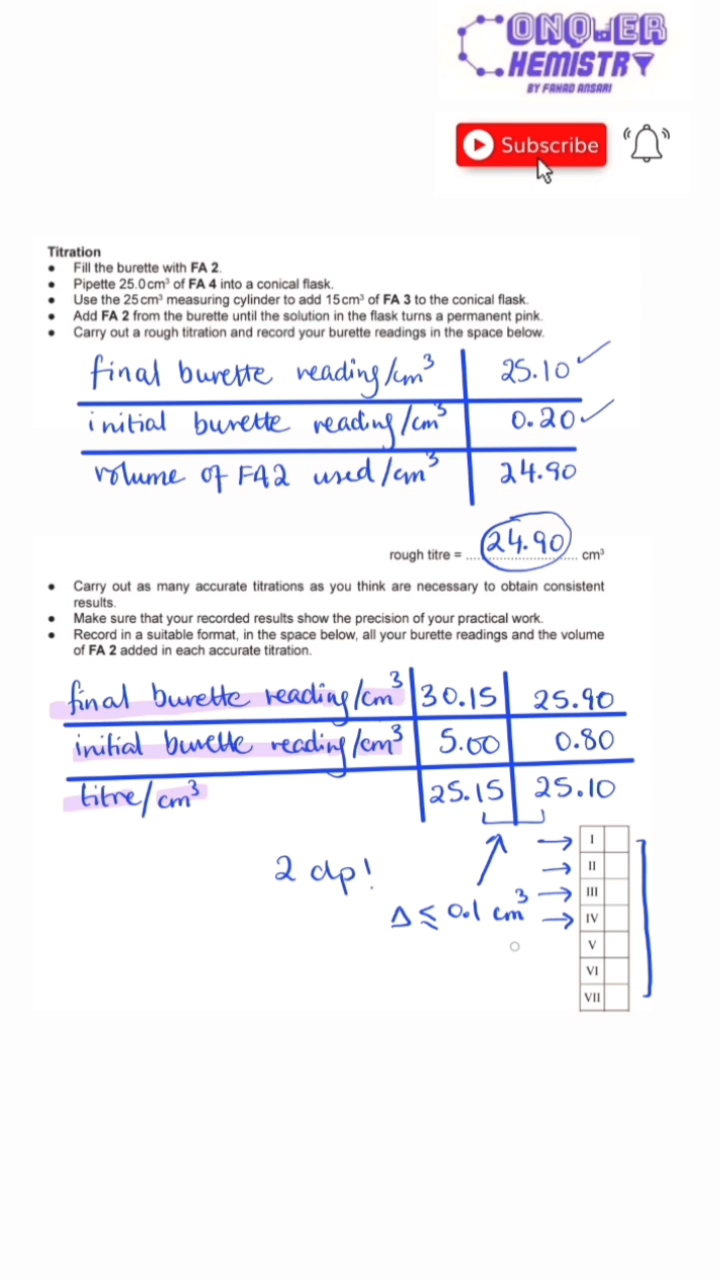 CONQUER
CHEMISTRY
BY FAHAD ANSARI
Subscribe
Titration
• Fill the burette with FA 2.
• Pipette 25.0 cm³ of FA 4 into a conical flask.
• Use the 25 cm³ measuring cylinder to add 15 cm³ of FA 3 to the conical flask.
• Add FA 2 from the burette until the solution in the flask turns a permanent pink.
• Carry out a rough titration and record your burette readings in the space below.
final burette reading/cm³ 25.10 ✓
initial burette reading/cm³ 0.20 ✓
volume of FA2 used/cm³ 24.90
rough titre = 24.90 cm³
• Carry out as many accurate titrations as you think are necessary to obtain consistent
results.
• Make sure that your recorded results show the precision of your practical work.
• Record in a suitable format, in the space below, all your burette readings and the volume
of FA 2 added in each accurate titration.
final burette reading/cm³ 30.15 25.90
initial burette reading/cm³ 5.00 0.80
titre/cm³ 25.15 25.10
2 dp!
Δ ≤ 0.1 cm³
→ I
→ II
→ III
→ IV
V
VI
VII